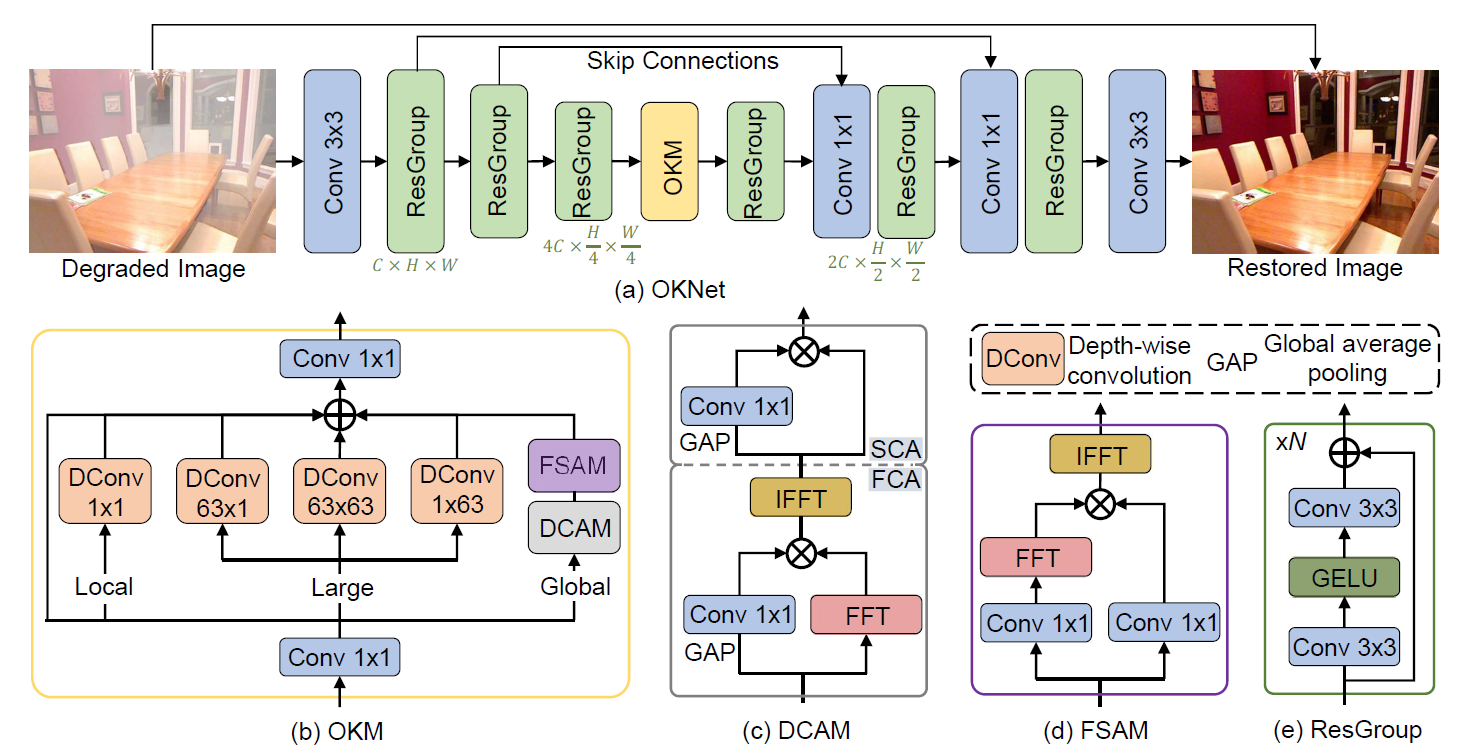 Skip Connections
Conv 3x3
ResGroup
ResGroup
ResGroup
OKM
ResGroup
Conv 1x1
ResGroup
Conv 1x1
ResGroup
Conv 3x3
Degraded Image
C × H × W
4C × H/4 × W/4
2C × H/2 × W/2
Restored Image
(a) OKNet
Conv 1x1
DConv
1x1
DConv
63x1
DConv
63x63
DConv
1x63
FSAM
DCAM
Local
Large
Global
Conv 1x1
(b) OKM
Conv 1x1
GAP
SCA
FCA
IFFT
Conv 1x1
FFT
GAP
(c) DCAM
DConv
Depth-wise
convolution
GAP
Global average
pooling
IFFT
FFT
Conv 1x1
Conv 1x1
(d) FSAM
xN
Conv 3x3
GELU
Conv 3x3
(e) ResGroup